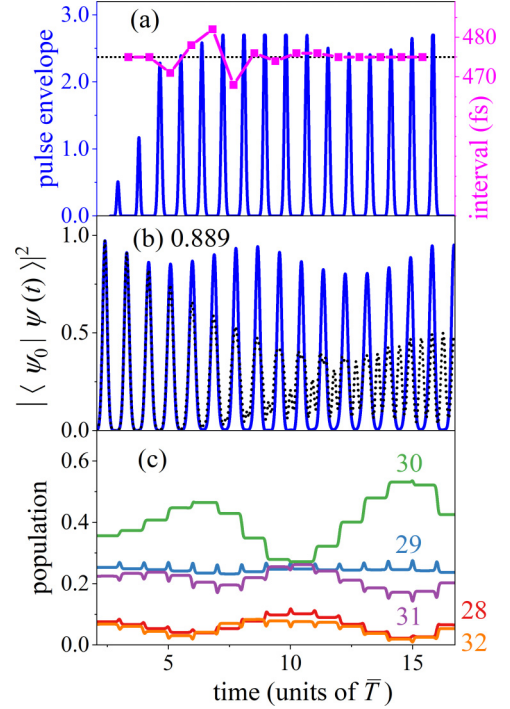 (a)
3.0
2.0
1.0
0.0
pulse envelope
480
470
interval (fs)
(b) 0.889
1.0
0.5
0.0
|⟨ ψ₀ | ψ (t) ⟩|²
(c)
0.6
0.4
0.2
0.0
population
30
29
31
28
32
5
10
15
time (units of T̅)